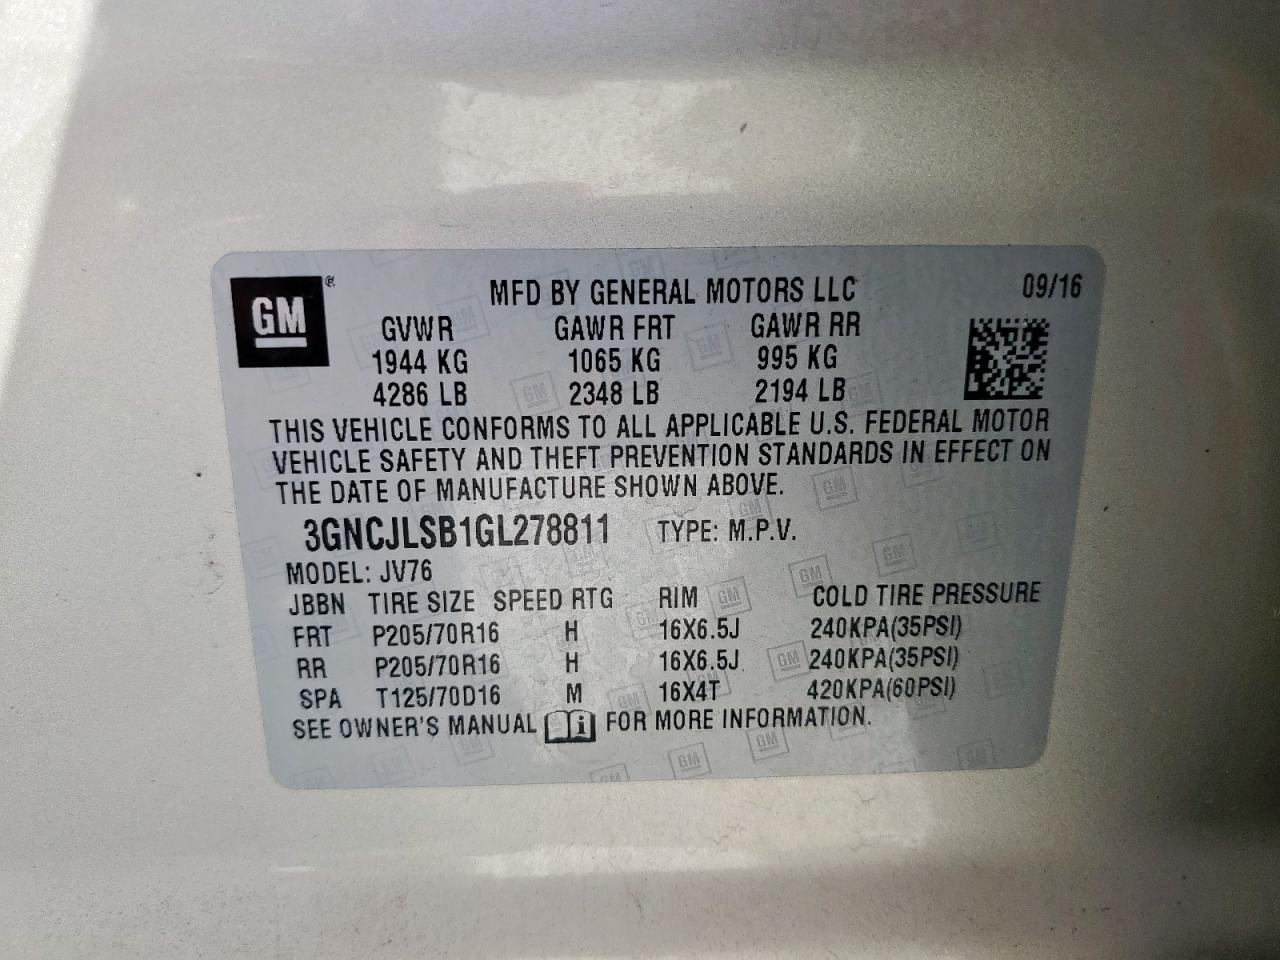 GM ®
MFD BY GENERAL MOTORS LLC 09/16
GVWR GAWR FRT GAWR RR
1944 KG 1065 KG 995 KG
4286 LB 2348 LB 2194 LB
THIS VEHICLE CONFORMS TO ALL APPLICABLE U.S. FEDERAL MOTOR
VEHICLE SAFETY AND THEFT PREVENTION STANDARDS IN EFFECT ON
THE DATE OF MANUFACTURE SHOWN ABOVE.
3GNCJLSB1GL278811 TYPE: M.P.V.
MODEL: JV76
JBBN TIRE SIZE SPEED RTG RIM COLD TIRE PRESSURE
FRT P205/70R16 H 16X6.5J 240KPA(35PSI)
RR P205/70R16 H 16X6.5J 240KPA(35PSI)
SPA T125/70D16 M 16X4T 420KPA(60PSI)
SEE OWNER'S MANUAL i FOR MORE INFORMATION.